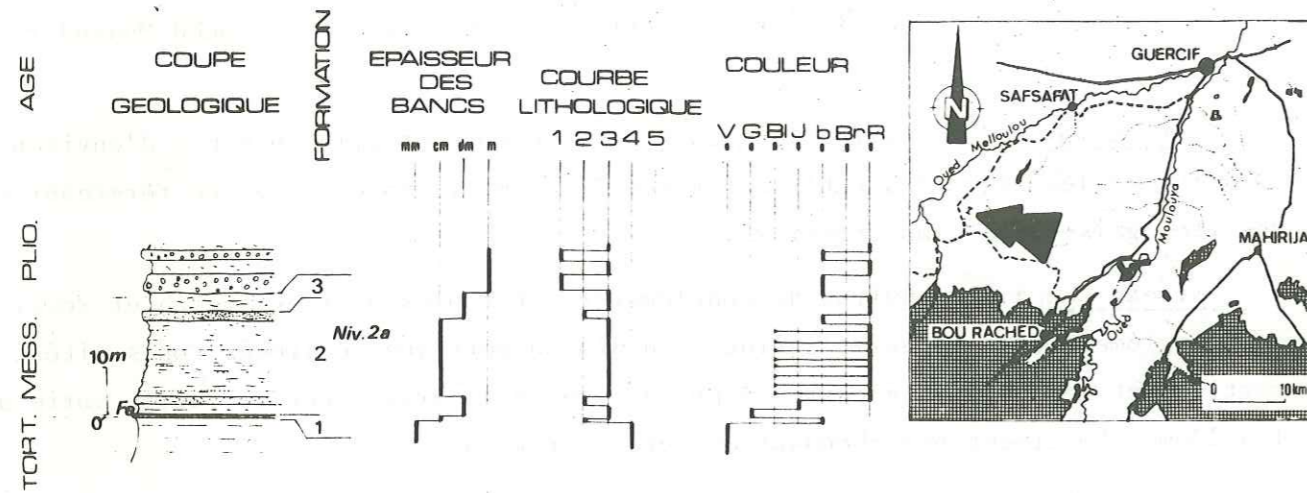 AGE
COUPE
GEOLOGIQUE
FORMATION
EPAISSEUR
DES
BANCS
mm cm dm m
COURBE
LITHOLOGIQUE
1 2 3 4 5
COULEUR
V G Bl J b Br R
PLIO.
MESS.
TORT.
3
Niv. 2a
2
10m
0
1
N
GUERCIF
SAFSAFAT
Oued Melloulou
Moulouya
MAHIRIJA
BOU RACHED
Oued
0 10 km